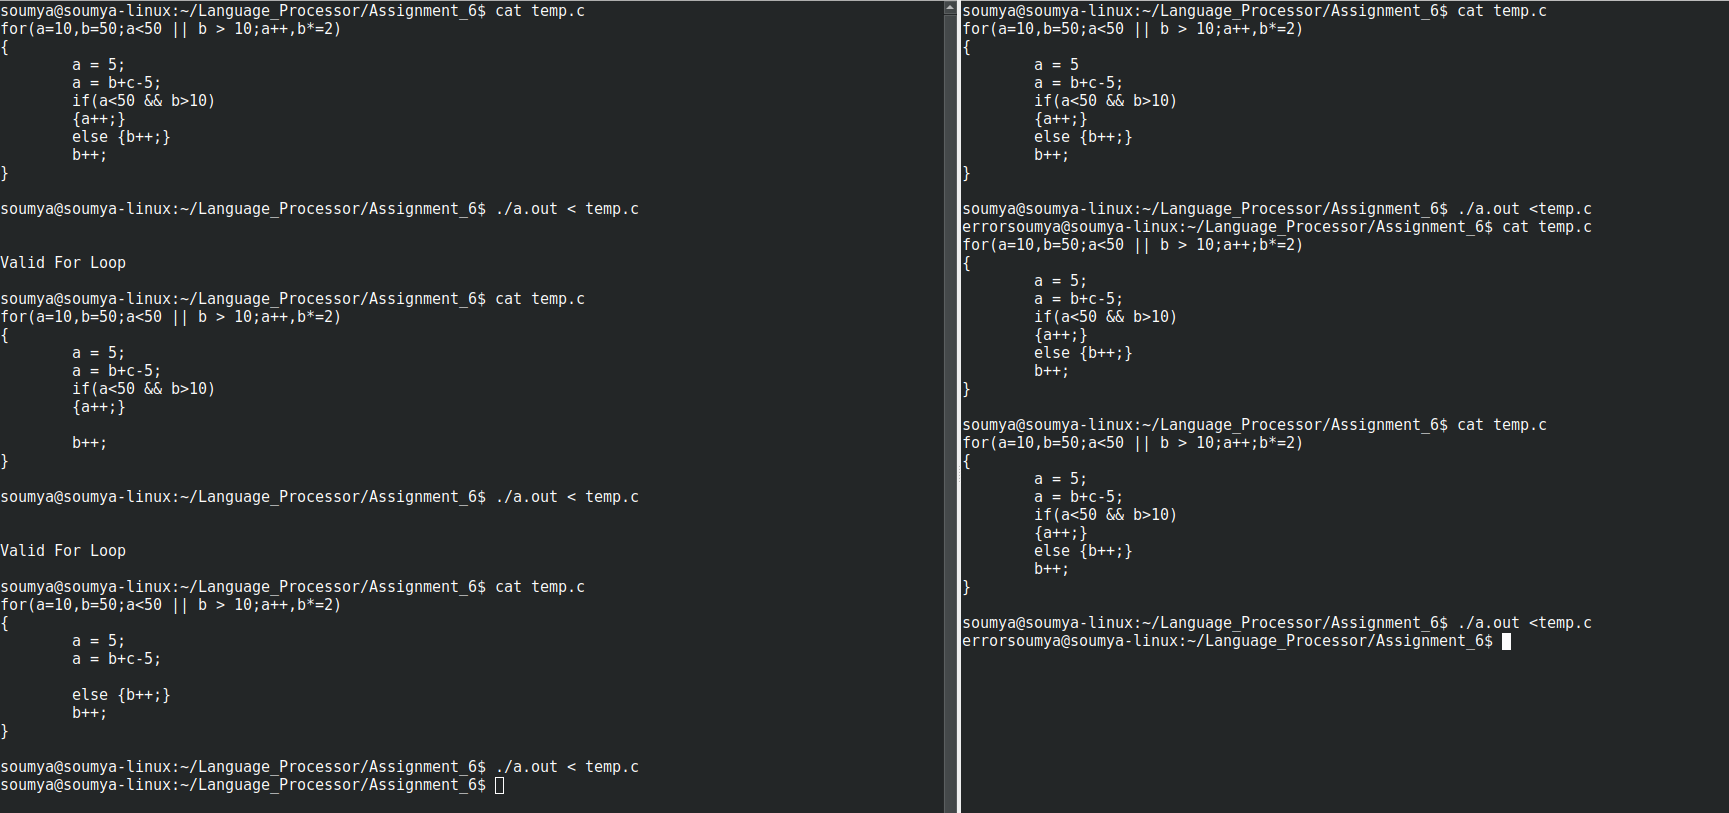 soumya@soumya-linux:~/Language_Processor/Assignment_6$ cat temp.c
for(a=10,b=50;a<50 || b > 10;a++,b*=2)
{
        a = 5;
        a = b+c-5;
        if(a<50 && b>10)
        {a++;}
        else {b++;}
        b++;
}
soumya@soumya-linux:~/Language_Processor/Assignment_6$ ./a.out < temp.c
Valid For Loop
soumya@soumya-linux:~/Language_Processor/Assignment_6$ cat temp.c
for(a=10,b=50;a<50 || b > 10;a++,b*=2)
{
        a = 5;
        a = b+c-5;
        if(a<50 && b>10)
        {a++;}
        b++;
}
soumya@soumya-linux:~/Language_Processor/Assignment_6$ ./a.out < temp.c
Valid For Loop
soumya@soumya-linux:~/Language_Processor/Assignment_6$ cat temp.c
for(a=10,b=50;a<50 || b > 10;a++,b*=2)
{
        a = 5;
        a = b+c-5;
        else {b++;}
        b++;
}
soumya@soumya-linux:~/Language_Processor/Assignment_6$ ./a.out < temp.c
soumya@soumya-linux:~/Language_Processor/Assignment_6$
soumya@soumya-linux:~/Language_Processor/Assignment_6$ cat temp.c
for(a=10,b=50;a<50 || b > 10;a++,b*=2)
{
        a = 5
        a = b+c-5;
        if(a<50 && b>10)
        {a++;}
        else {b++;}
        b++;
}
soumya@soumya-linux:~/Language_Processor/Assignment_6$ ./a.out <temp.c
errorsoumya@soumya-linux:~/Language_Processor/Assignment_6$ cat temp.c
for(a=10,b=50;a<50 || b > 10;a++;b*=2)
{
        a = 5;
        a = b+c-5;
        if(a<50 && b>10)
        {a++;}
        else {b++;}
        b++;
}
soumya@soumya-linux:~/Language_Processor/Assignment_6$ cat temp.c
for(a=10,b=50;a<50 || b > 10;a++;b*=2)
{
        a = 5;
        a = b+c-5;
        if(a<50 && b>10)
        {a++;}
        else {b++;}
        b++;
}
soumya@soumya-linux:~/Language_Processor/Assignment_6$ ./a.out <temp.c
errorsoumya@soumya-linux:~/Language_Processor/Assignment_6$